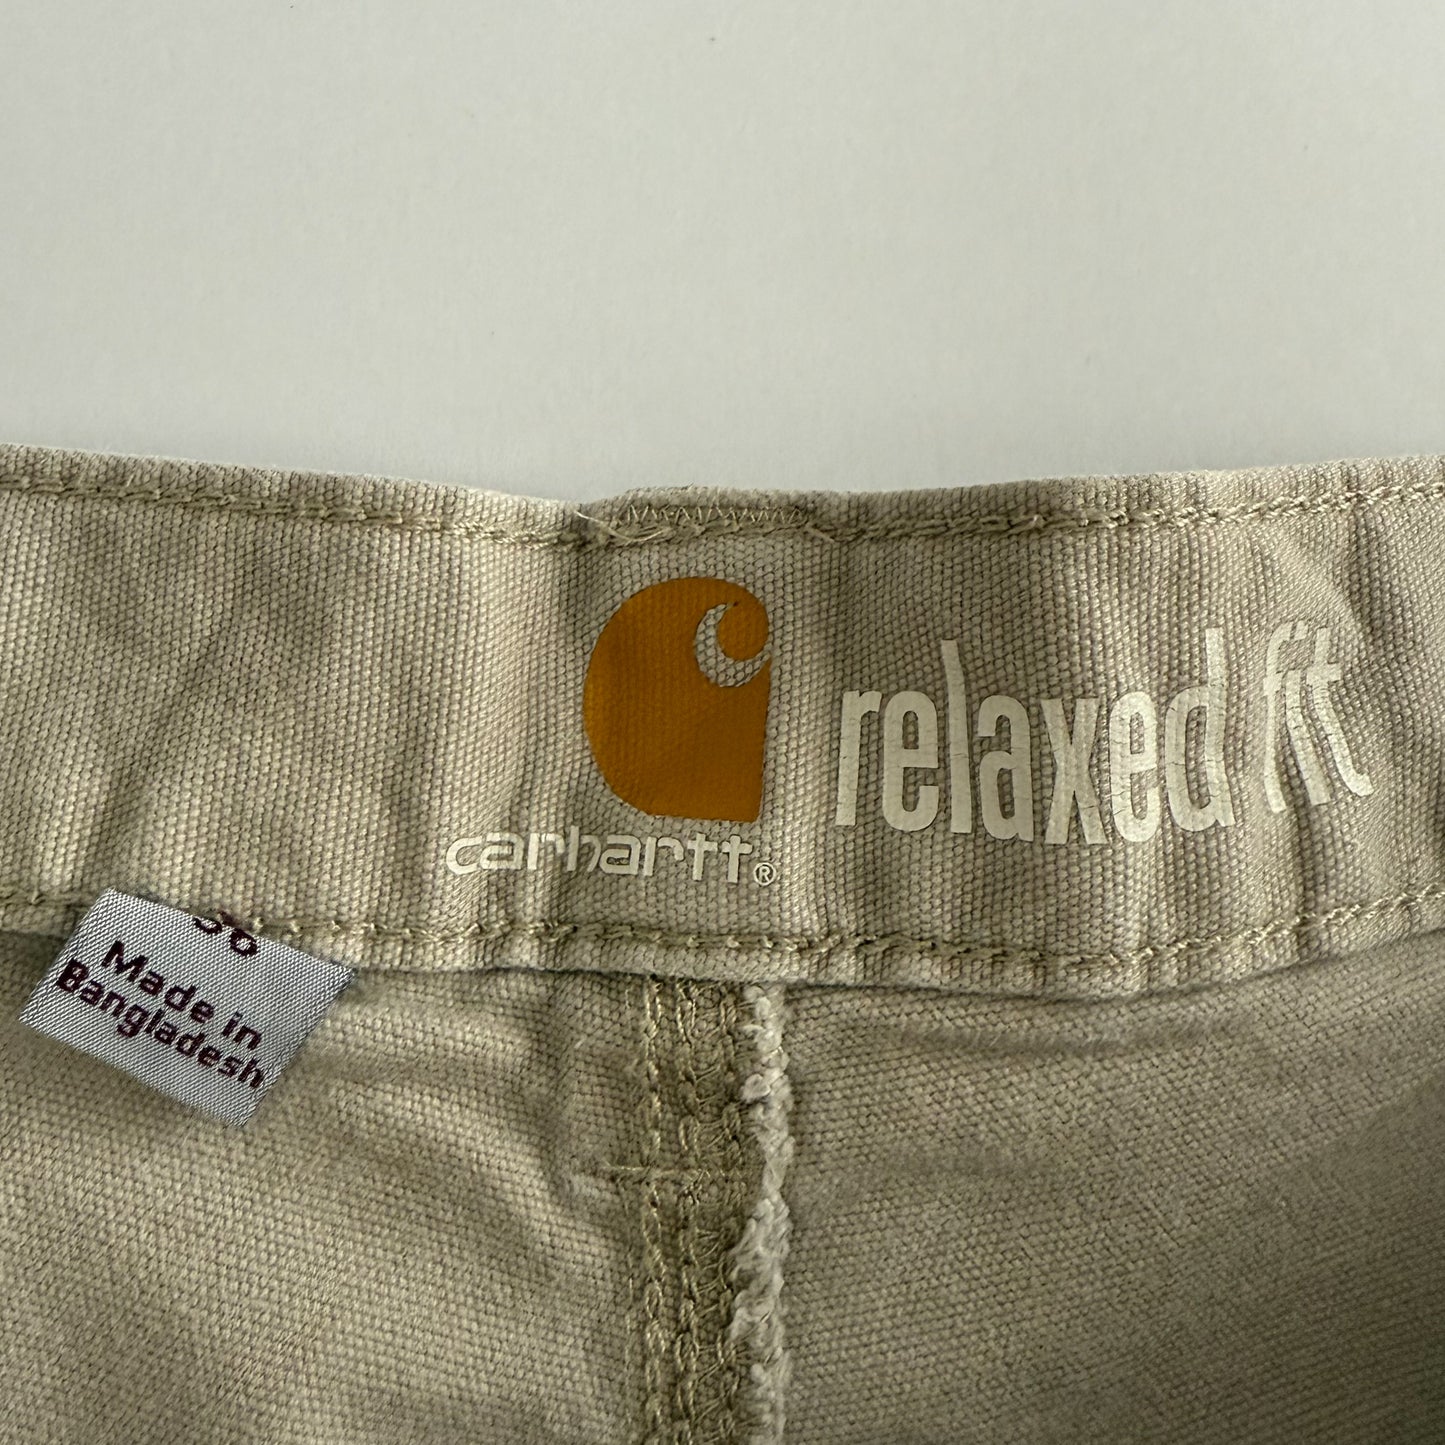 carhartt®
relaxed fit
Made in
Bangladesh